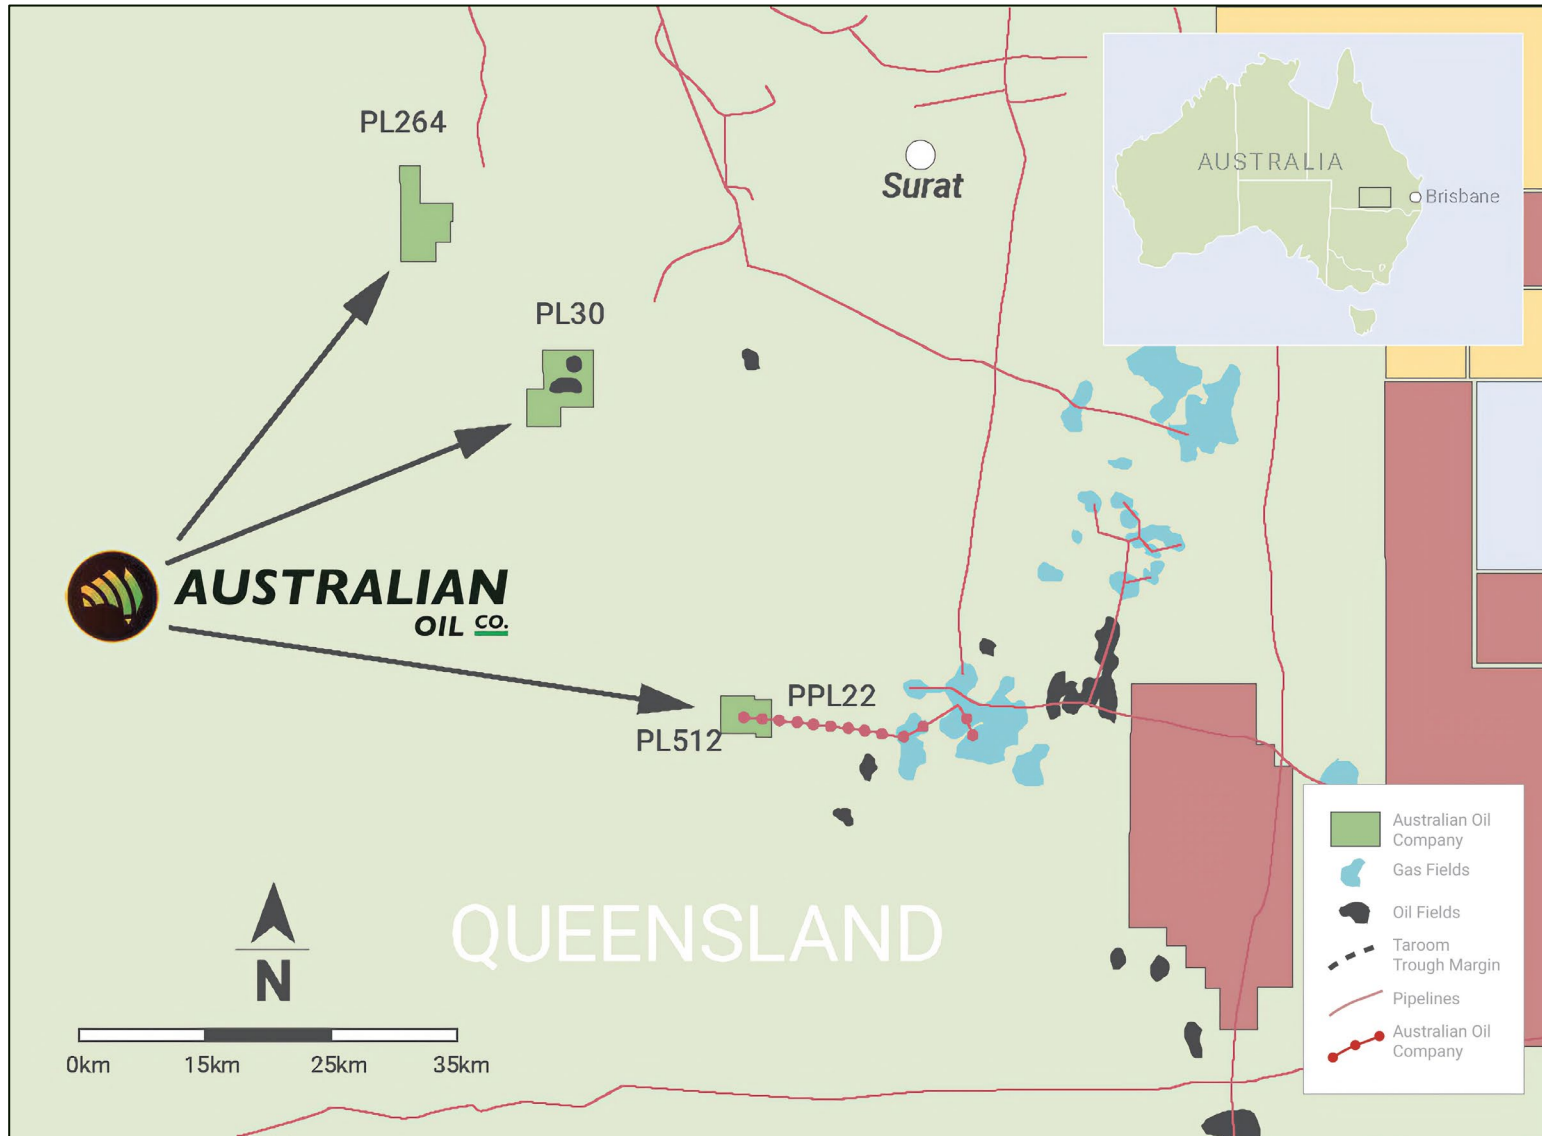 PL264
Surat
AUSTRALIA
Brisbane
PL30
AUSTRALIAN
OIL CO.
PPL22
PL512
QUEENSLAND
N
0km 15km 25km 35km
Australian Oil
Company
Gas Fields
Oil Fields
Taroom
Trough Margin
Pipelines
Australian Oil
Company